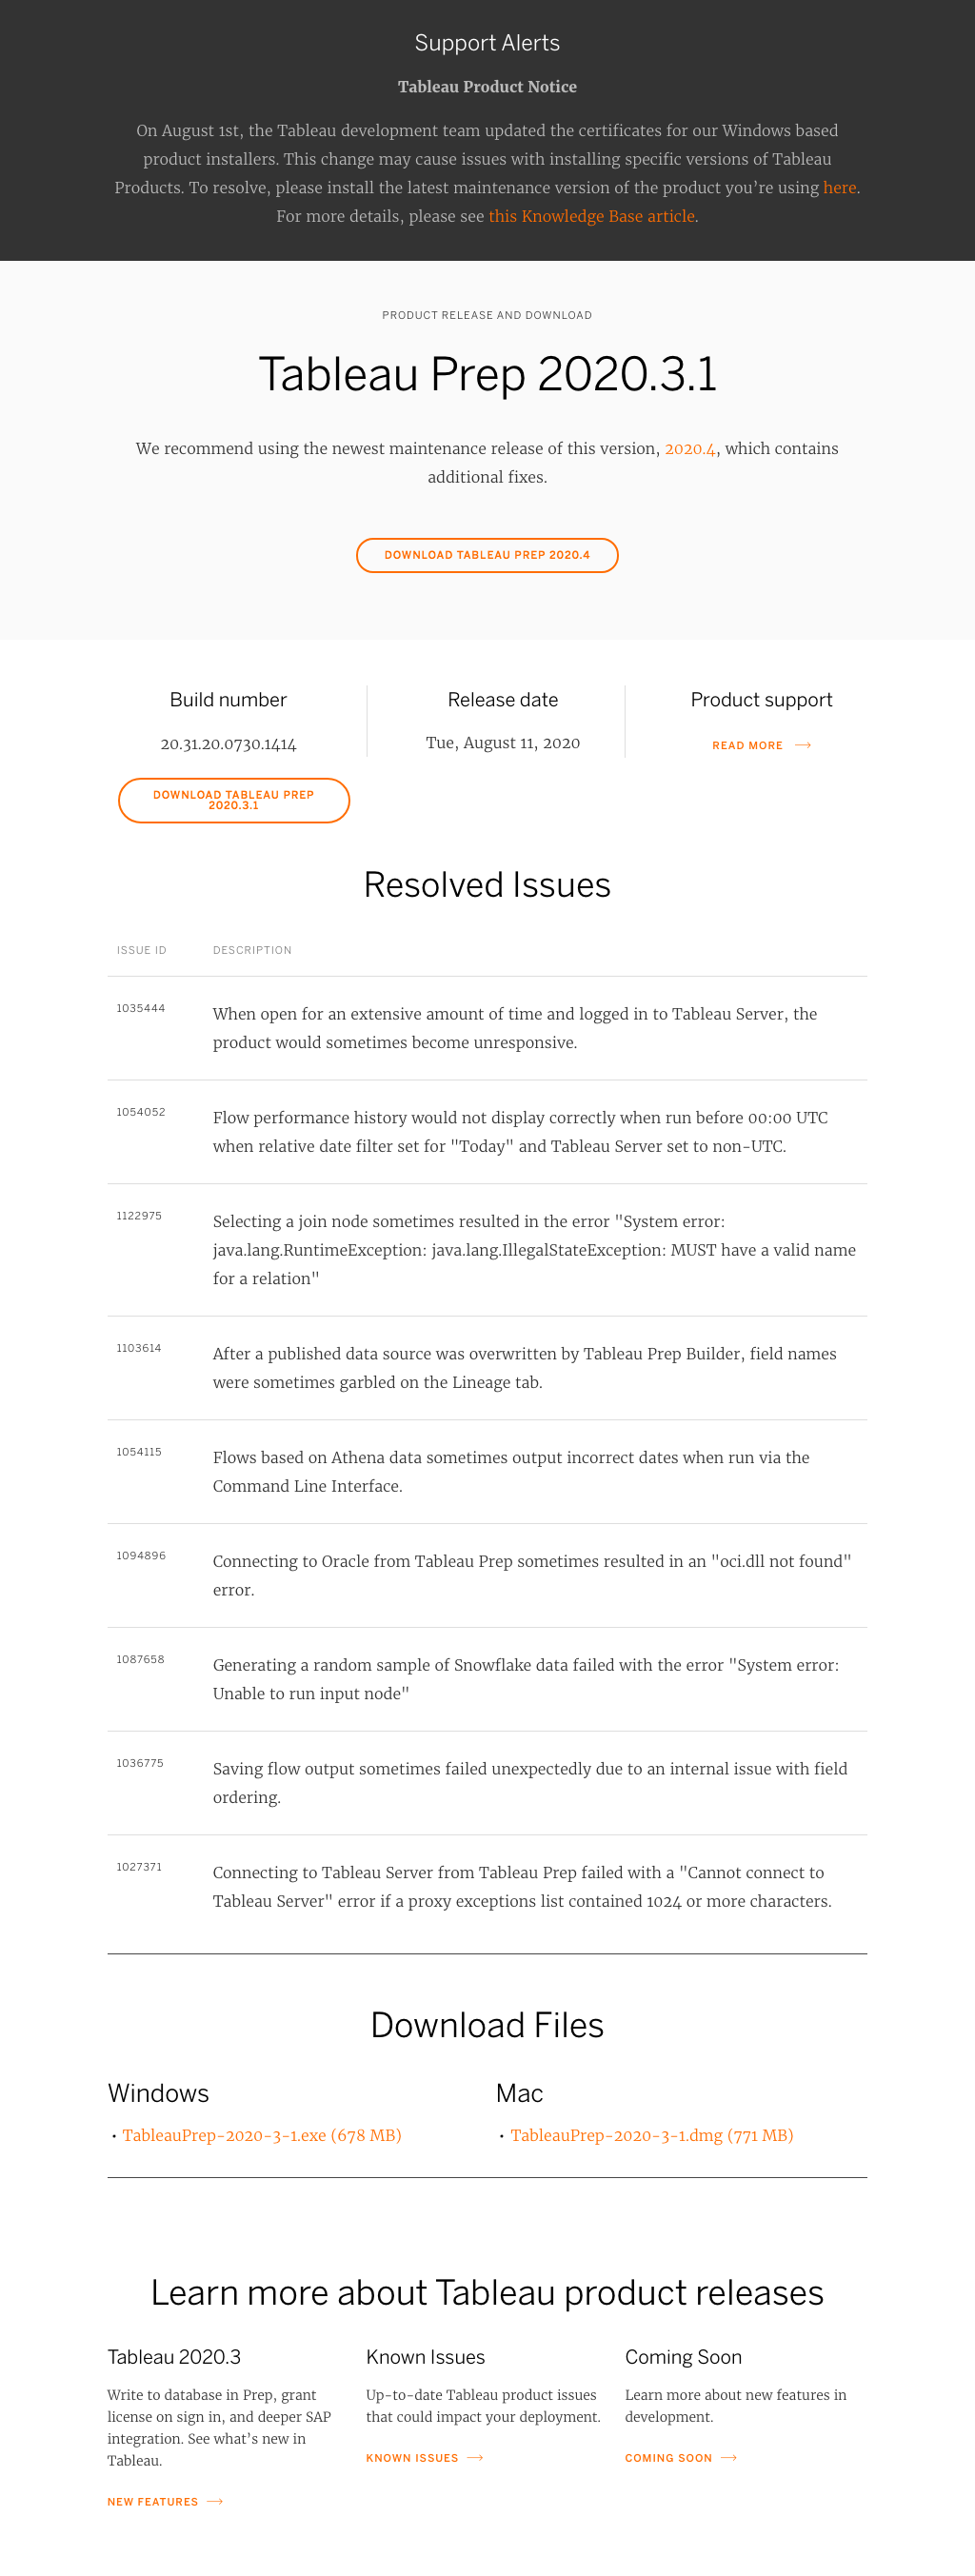 Support Alerts
Tableau Product Notice
On August 1st, the Tableau development team updated the certificates for our Windows based
product installers. This change may cause issues with installing specific versions of Tableau
Products. To resolve, please install the latest maintenance version of the product you’re using here.
For more details, please see this Knowledge Base article.
PRODUCT RELEASE AND DOWNLOAD
Tableau Prep 2020.3.1
We recommend using the newest maintenance release of this version, 2020.4, which contains
additional fixes.
DOWNLOAD TABLEAU PREP 2020.4
Build number
20.31.20.0730.1414
DOWNLOAD TABLEAU PREP
2020.3.1
Release date
Tue, August 11, 2020
Product support
READ MORE
Resolved Issues
ISSUE ID DESCRIPTION
1035444 When open for an extensive amount of time and logged in to Tableau Server, the
product would sometimes become unresponsive.
1054052 Flow performance history would not display correctly when run before 00:00 UTC
when relative date filter set for "Today" and Tableau Server set to non-UTC.
1122975 Selecting a join node sometimes resulted in the error "System error:
java.lang.RuntimeException: java.lang.IllegalStateException: MUST have a valid name
for a relation"
1103614 After a published data source was overwritten by Tableau Prep Builder, field names
were sometimes garbled on the Lineage tab.
1054115 Flows based on Athena data sometimes output incorrect dates when run via the
Command Line Interface.
1094896 Connecting to Oracle from Tableau Prep sometimes resulted in an "oci.dll not found"
error.
1087658 Generating a random sample of Snowflake data failed with the error "System error:
Unable to run input node"
1036775 Saving flow output sometimes failed unexpectedly due to an internal issue with field
ordering.
1027371 Connecting to Tableau Server from Tableau Prep failed with a "Cannot connect to
Tableau Server" error if a proxy exceptions list contained 1024 or more characters.
Download Files
Windows
• TableauPrep-2020-3-1.exe (678 MB)
Mac
• TableauPrep-2020-3-1.dmg (771 MB)
Learn more about Tableau product releases
Tableau 2020.3
Write to database in Prep, grant
license on sign in, and deeper SAP
integration. See what’s new in
Tableau.
NEW FEATURES
Known Issues
Up-to-date Tableau product issues
that could impact your deployment.
KNOWN ISSUES
Coming Soon
Learn more about new features in
development.
COMING SOON